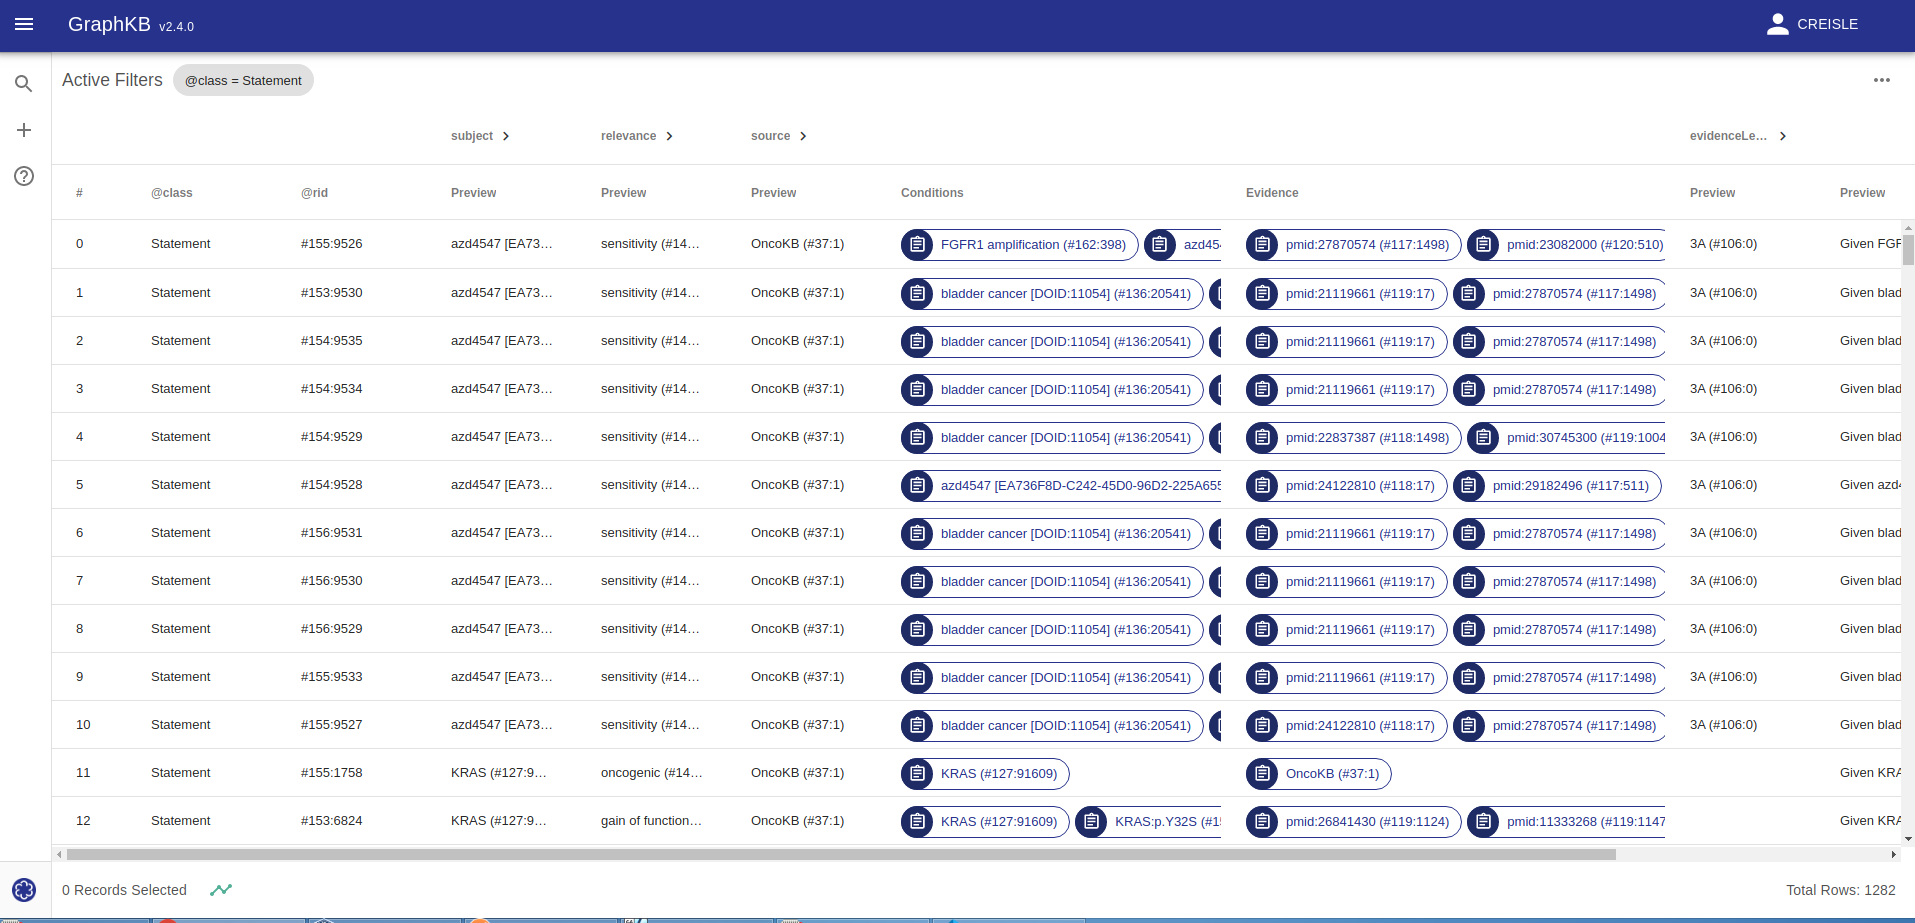 GraphKB v2.4.0 CREISLE
Active Filters @class = Statement
subject relevance source evidenceLe…
# @class @rid Preview Preview Preview Conditions Evidence Preview Preview
0 Statement #155:9526 azd4547 [EA73… sensitivity (#14… OncoKB (#37:1) FGFR1 amplification (#162:398) azd45 pmid:27870574 (#117:1498) pmid:23082000 (#120:510) 3A (#106:0) Given FGF
1 Statement #153:9530 azd4547 [EA73… sensitivity (#14… OncoKB (#37:1) bladder cancer [DOID:11054] (#136:20541) pmid:21119661 (#119:17) pmid:27870574 (#117:1498) 3A (#106:0) Given blad
2 Statement #154:9535 azd4547 [EA73… sensitivity (#14… OncoKB (#37:1) bladder cancer [DOID:11054] (#136:20541) pmid:21119661 (#119:17) pmid:27870574 (#117:1498) 3A (#106:0) Given blad
3 Statement #154:9534 azd4547 [EA73… sensitivity (#14… OncoKB (#37:1) bladder cancer [DOID:11054] (#136:20541) pmid:21119661 (#119:17) pmid:27870574 (#117:1498) 3A (#106:0) Given blad
4 Statement #154:9529 azd4547 [EA73… sensitivity (#14… OncoKB (#37:1) bladder cancer [DOID:11054] (#136:20541) pmid:22837387 (#118:1498) pmid:30745300 (#119:1004 3A (#106:0) Given blad
5 Statement #154:9528 azd4547 [EA73… sensitivity (#14… OncoKB (#37:1) azd4547 [EA736F8D-C242-45D0-96D2-225A655 pmid:24122810 (#118:17) pmid:29182496 (#117:511) 3A (#106:0) Given azd4
6 Statement #156:9531 azd4547 [EA73… sensitivity (#14… OncoKB (#37:1) bladder cancer [DOID:11054] (#136:20541) pmid:21119661 (#119:17) pmid:27870574 (#117:1498) 3A (#106:0) Given blad
7 Statement #156:9530 azd4547 [EA73… sensitivity (#14… OncoKB (#37:1) bladder cancer [DOID:11054] (#136:20541) pmid:21119661 (#119:17) pmid:27870574 (#117:1498) 3A (#106:0) Given blad
8 Statement #156:9529 azd4547 [EA73… sensitivity (#14… OncoKB (#37:1) bladder cancer [DOID:11054] (#136:20541) pmid:21119661 (#119:17) pmid:27870574 (#117:1498) 3A (#106:0) Given blad
9 Statement #155:9533 azd4547 [EA73… sensitivity (#14… OncoKB (#37:1) bladder cancer [DOID:11054] (#136:20541) pmid:21119661 (#119:17) pmid:27870574 (#117:1498) 3A (#106:0) Given blad
10 Statement #155:9527 azd4547 [EA73… sensitivity (#14… OncoKB (#37:1) bladder cancer [DOID:11054] (#136:20541) pmid:24122810 (#118:17) pmid:27870574 (#117:1498) 3A (#106:0) Given blad
11 Statement #155:1758 KRAS (#127:9… oncogenic (#14… OncoKB (#37:1) KRAS (#127:91609) OncoKB (#37:1) Given KRA
12 Statement #153:6824 KRAS (#127:9… gain of function… OncoKB (#37:1) KRAS (#127:91609) KRAS:p.Y32S (#15 pmid:26841430 (#119:1124) pmid:11333268 (#119:1147 Given KRA
0 Records Selected Total Rows: 1282